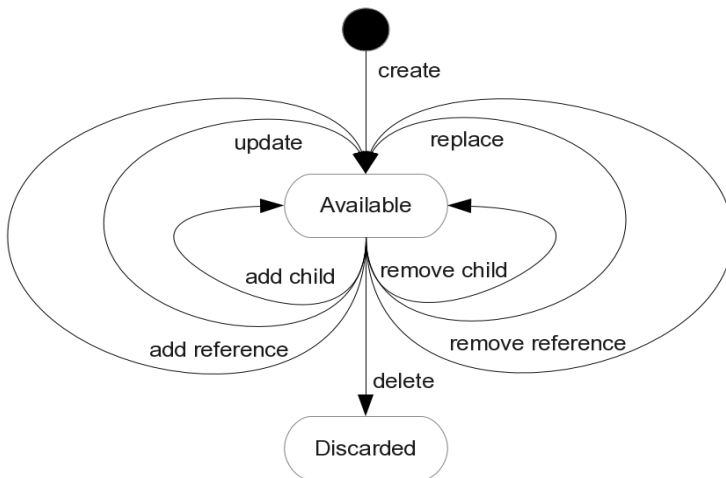 create
update
replace
Available
add child
remove child
add reference
remove reference
delete
Discarded